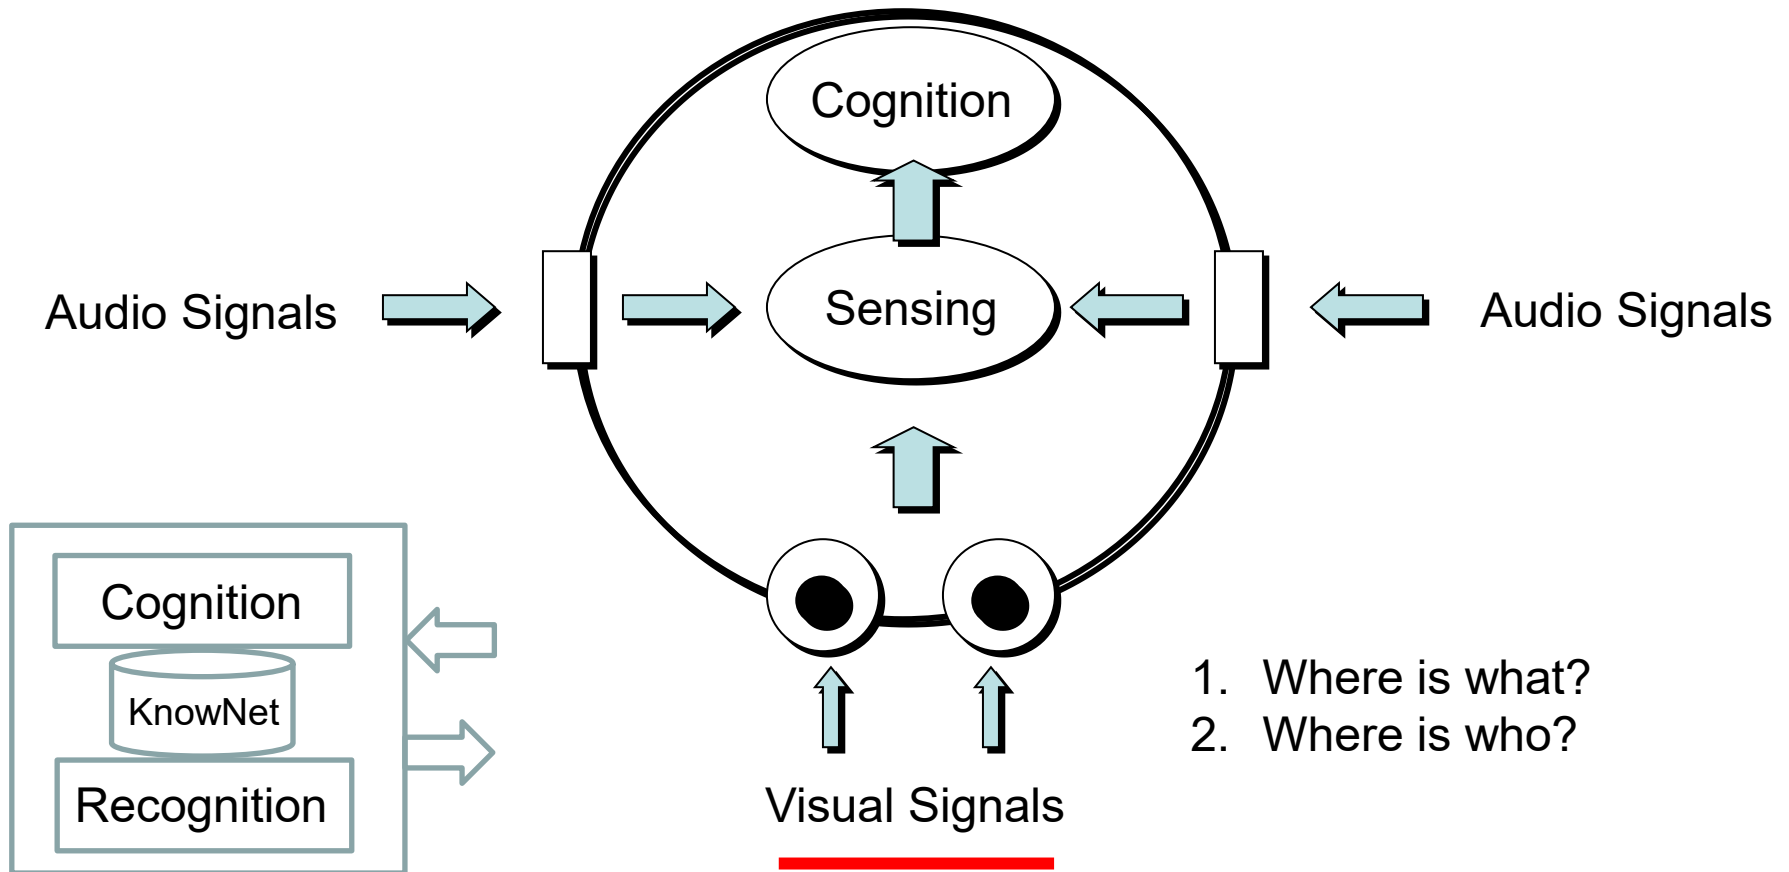 Cognition
Sensing
Audio Signals
Audio Signals
Cognition
KnowNet
Recognition
1. Where is what?
2. Where is who?
Visual Signals